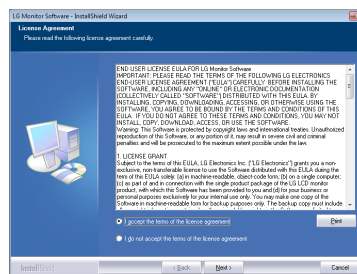 LG Monitor Software - InstallShield Wizard
License Agreement
Please read the following license agreement carefully.
END USER LICENSE EULA FOR LG Monitor Software
IMPORTANT: PLEASE READ THE TERMS OF THE FOLLOWING LG ELECTRONICS
END-USER LICENSE AGREEMENT ("EULA") CAREFULLY BEFORE INSTALLING THE
SOFTWARE, INCLUDING ANY "ONLINE" OR ELECTRONIC DOCUMENTATION
(COLLECTIVELY CALLED "SOFTWARE") DISTRIBUTED WITH THIS EULA. BY
INSTALLING, COPYING, DOWNLOADING, ACCESSING, OR OTHERWISE USING THE
SOFTWARE, YOU AGREE TO BE BOUND BY THE TERMS AND CONDITIONS OF THIS
EULA. IF YOU DO NOT AGREE TO THESE TERMS AND CONDITIONS, YOU MAY NOT
INSTALL, COPY, DOWNLOAD, ACCESS, OR USE THE SOFTWARE.
Warning: This Software is protected by copyright laws and international treaties. Unauthorized
reproduction of this Software, or any portion of it, may result in severe civil and criminal
penalties and will be prosecuted to the maximum extent possible under the law.
1. LICENSE GRANT
Subject to the terms of this EULA, LG Electronics Inc. ("LG Electronics") grants you a non-
exclusive, non-transferable license to use the Software distributed with this EULA during the
term of this EULA solely: (a) in machine-readable, object-code form; (b) on a single computer;
(c) as part of and in connection with the single product package of the LG LCD monitor
product, with which this Software has been provided to you and (d) for your business or
personal purposes exclusively for your internal use only. You may make one copy of the
Software in machine-readable form for backup purposes only. The backup copy must include
I accept the terms of the license agreement
Print
I do not accept the terms of the license agreement
InstallShield
< Back
Next >
Cancel